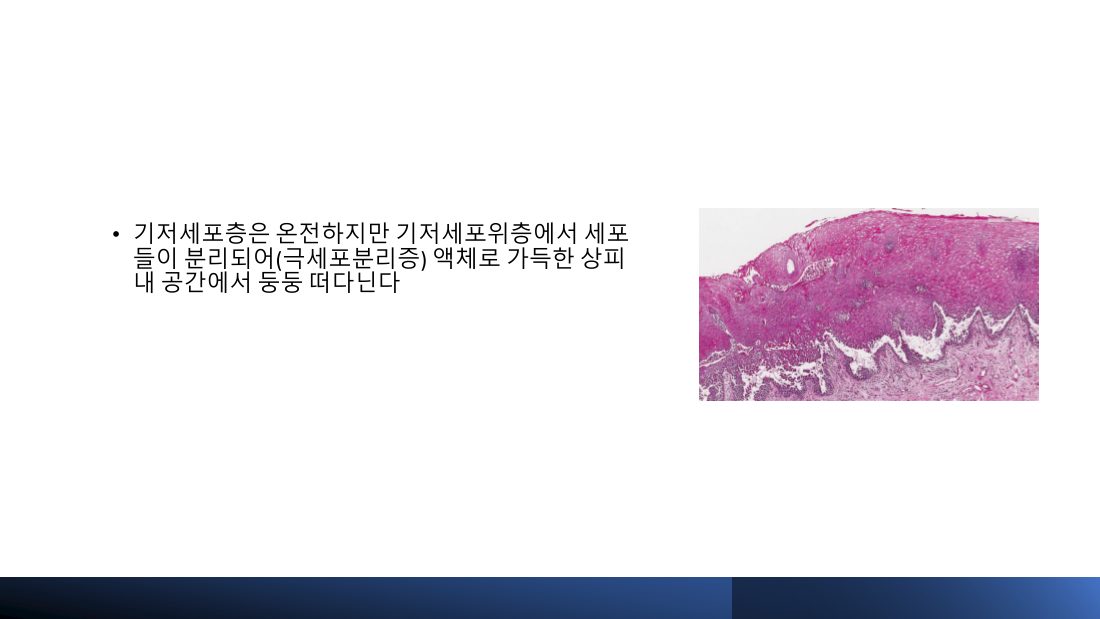 • 기저세포층은 온전하지만 기저세포위층에서 세포
들이 분리되어(극세포분리증) 액체로 가득한 상피
내 공간에서 둥둥 떠다닌다